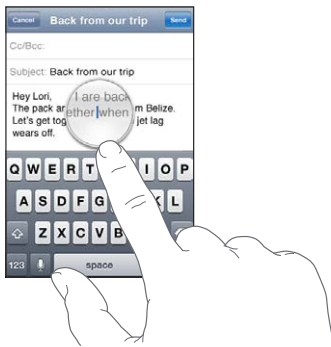 Cancel Back from our trip Send
Cc/Bcc:
Subject: Back from our trip
Hey Lori,
I are back
The pack ar m Belize.
ether when
Let's get tog jet lag
wears off.
Q W E R T I O P
A S D F G L
Z X C V B
123 space